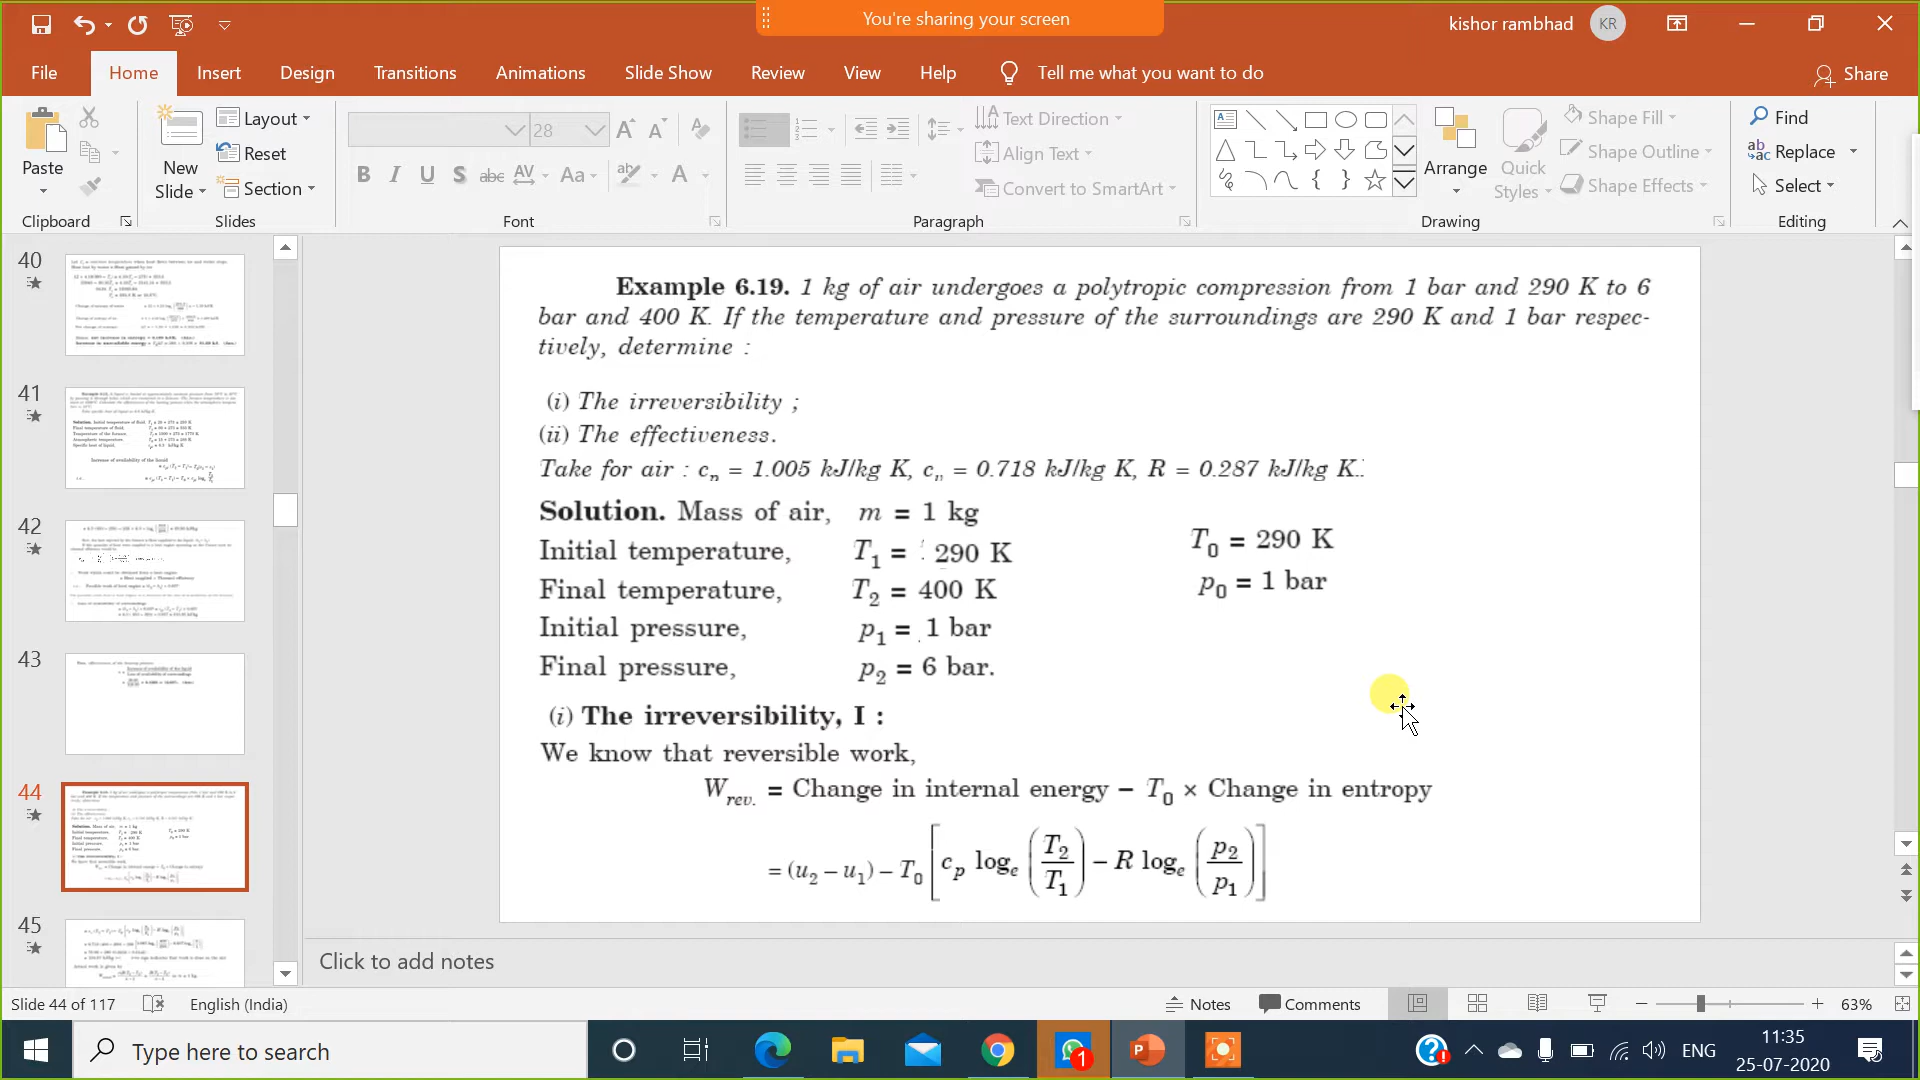 You're sharing your screen
kishor rambhad
KR
File
Home
Insert
Design
Transitions
Animations
Slide Show
Review
View
Help
Tell me what you want to do
Share
Paste
Clipboard
New
Slide
Layout
Reset
Section
Slides
28
B I U S abc AV Aa A
Font
Text Direction
Align Text
Convert to SmartArt
Paragraph
Arrange
Quick
Styles
Shape Fill
Shape Outline
Shape Effects
Drawing
Find
Replace
Select
Editing
40
41
42
43
44
45
Example 6.19. 1 kg of air undergoes a polytropic compression from 1 bar and 290 K to 6
bar and 400 K. If the temperature and pressure of the surroundings are 290 K and 1 bar respec-
tively, determine :
(i) The irreversibility ;
(ii) The effectiveness.
Take for air : cp = 1.005 kJ/kg K, cv = 0.718 kJ/kg K, R = 0.287 kJ/kg K.
Solution. Mass of air, m = 1 kg
Initial temperature, T1 = 290 K
Final temperature, T2 = 400 K
Initial pressure, p1 = 1 bar
Final pressure, p2 = 6 bar.
T0 = 290 K
p0 = 1 bar
(i) The irreversibility, I :
We know that reversible work,
Wrev. = Change in internal energy – T0 × Change in entropy
= (u2 – u1) – T0 [cp loge (T2/T1) – R loge (p2/p1)]
Click to add notes
Slide 44 of 117
English (India)
Notes
Comments
63%
Type here to search
1
ENG
11:35
25-07-2020